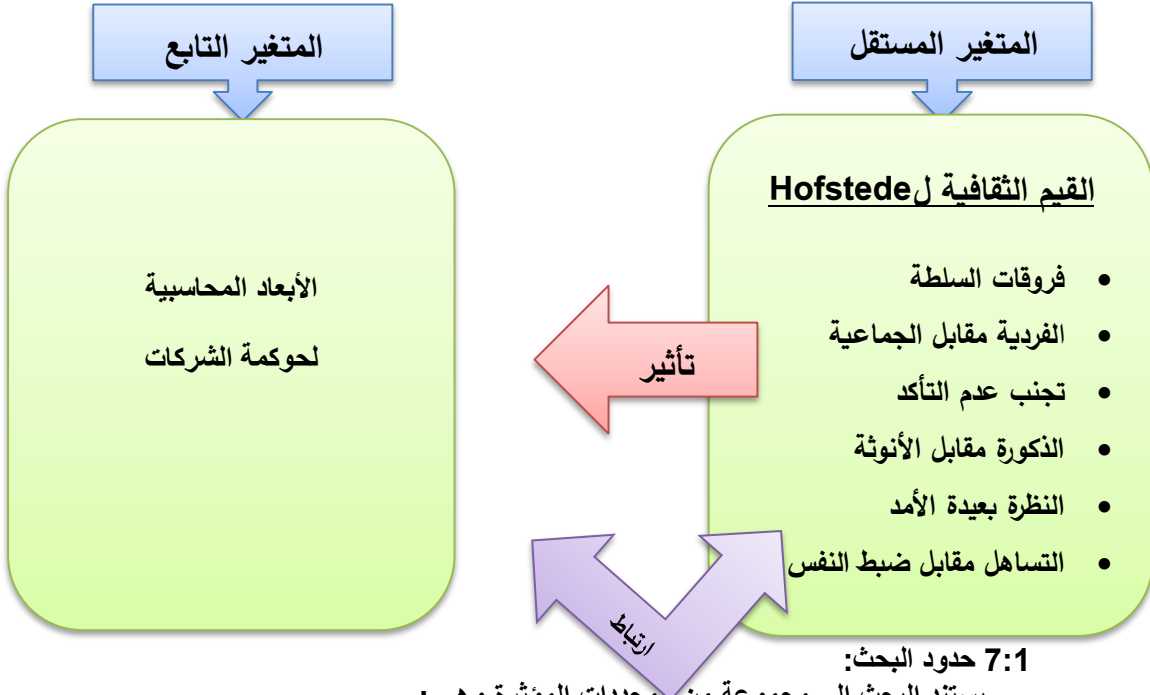 المتغير المستقل
المتغير التابع
القيم الثقافية لHofstede
• فروقات السلطة
• الفردية مقابل الجماعية
• تجنب عدم التأكد
• الذكورة مقابل الأنوثة
• النظرة بعيدة الأمد
• التساهل مقابل ضبط النفس
تأثير
الأبعاد المحاسبية
لحوكمة الشركات
ارتباط
7:1 حدود البحث: